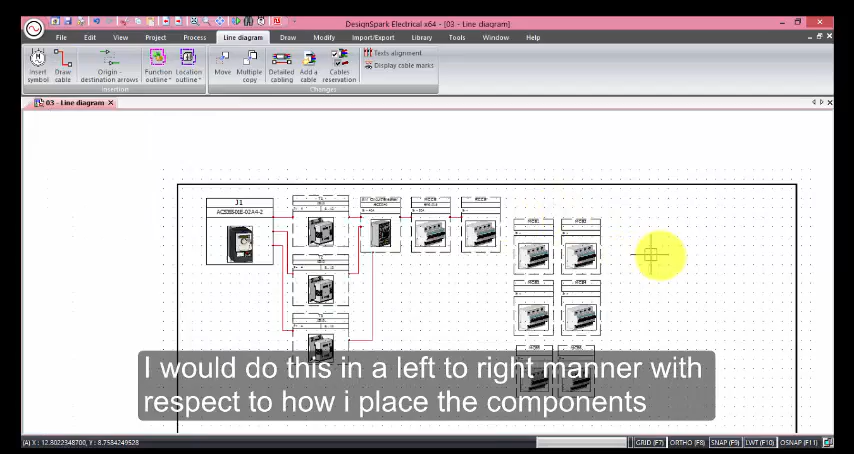 DesignSpark Electrical x64 - [03 - Line diagram]
File Edit View Project Process Line diagram Draw Modify Import/Export Library Tools Window Help
Insert symbol Draw cable Origin - destination arrows Function outline Location outline Move Multiple copy Detailed cabling Add a cable Cables reservation Texts alignment
Display cable marks
Insertion Changes
03 - Line diagram
J1
I would do this in a left to right manner with
respect to how i place the components
(A) X : 12.8022348700, Y : 8.7584249528 GRID (F7) ORTHO (F8) SNAP (F9) LWT (F10) OSNAP (F11)